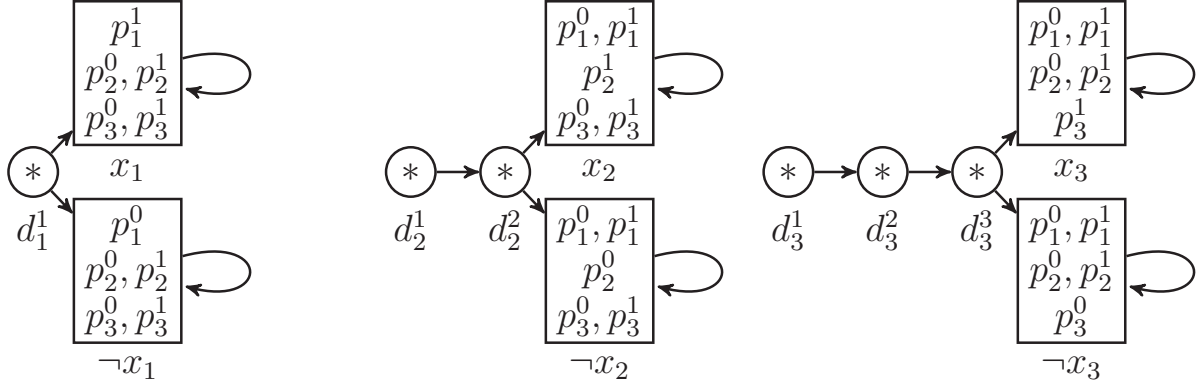 p_1^1 p_1^0, p_1^1 p_1^0, p_1^1
p_2^0, p_2^1 p_2^1 p_2^0, p_2^1
p_3^0, p_3^1 p_3^0, p_3^1 p_3^1
* x_1 * * x_2 * * * x_3
d_1^1 d_2^1 d_2^2 d_3^1 d_3^2 d_3^3
p_1^0 p_1^0, p_1^1 p_1^0, p_1^1
p_2^0, p_2^1 p_2^0 p_2^0, p_2^1
p_3^0, p_3^1 p_3^0, p_3^1 p_3^0
¬x_1 ¬x_2 ¬x_3